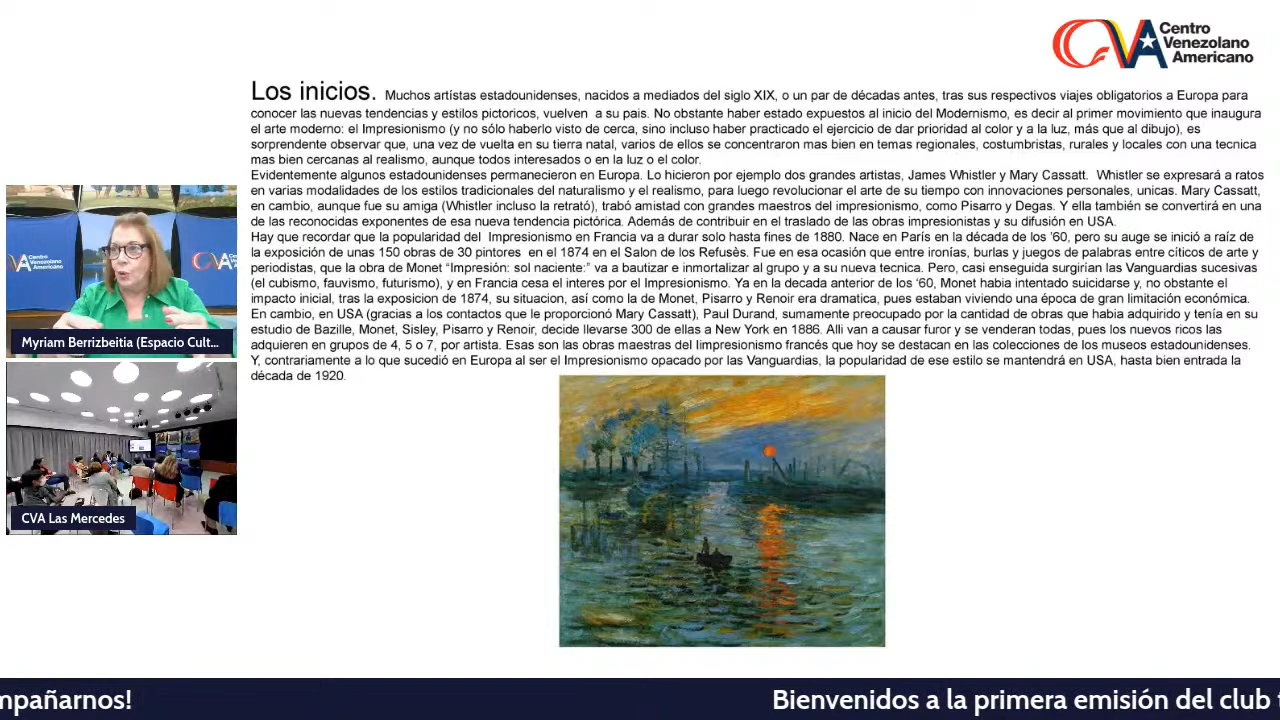 Centro
Venezolano
Americano
Los inicios. Muchos artístas estadounidenses, nacidos a mediados del siglo XIX, o un par de décadas antes, tras sus respectivos viajes obligatorios a Europa para
conocer las nuevas tendencias y estilos pictoricos, vuelven a su pais. No obstante haber estado expuestos al inicio del Modernismo, es decir al primer movimiento que inaugura
el arte moderno: el Impresionismo (y no sólo haberlo visto de cerca, sino incluso haber practicado el ejercicio de dar prioridad al color y a la luz, más que al dibujo), es
sorprendente observar que, una vez de vuelta en su tierra natal, varios de ellos se concentraron mas bien en temas regionales, costumbristas, rurales y locales con una tecnica
mas bien cercanas al realismo, aunque todos interesados o en la luz o el color.
Evidentemente algunos estadounidenses permanecieron en Europa. Lo hicieron por ejemplo dos grandes artistas, James Whistler y Mary Cassatt. Whistler se expresará a ratos
en varias modalidades de los estilos tradicionales del naturalismo y el realismo, para luego revolucionar el arte de su tiempo con innovaciones personales, unicas. Mary Cassatt,
en cambio, aunque fue su amiga (Whistler incluso la retrató), trabó amistad con grandes maestros del impresionismo, como Pisarro y Degas. Y ella también se convertirá en una
de las reconocidas exponentes de esa nueva tendencia pictórica. Además de contribuir en el traslado de las obras impresionistas y su difusión en USA.
Hay que recordar que la popularidad del Impresionismo en Francia va a durar solo hasta fines de 1880. Nace en París en la década de los '60, pero su auge se inició a raíz de
la exposición de unas 150 obras de 30 pintores en el 1874 en el Salon de los Refusès. Fue en esa ocasión que entre ironías, burlas y juegos de palabras entre cíticos de arte y
periodistas, que la obra de Monet "Impresión: sol naciente:" va a bautizar e inmortalizar al grupo y a su nueva tecnica. Pero, casi enseguida surgirían las Vanguardias sucesivas
(el cubismo, fauvismo, futurismo), y en Francia cesa el interes por el Impresionismo. Ya en la decada anterior de los '60, Monet habia intentado suicidarse y, no obstante el
impacto inicial, tras la exposicion de 1874, su situacion, así como la de Monet, Pisarro y Renoir era dramatica, pues estaban viviendo una época de gran limitación económica.
En cambio, en USA (gracias a los contactos que le proporcionó Mary Cassatt), Paul Durand, sumamente preocupado por la cantidad de obras que habia adquirido y tenía en su
estudio de Bazille, Monet, Sisley, Pisarro y Renoir, decide llevarse 300 de ellas a New York en 1886. Alli van a causar furor y se venderan todas, pues los nuevos ricos las
adquieren en grupos de 4, 5 o 7, por artista. Esas son las obras maestras del Iimpresionismo francés que hoy se destacan en las colecciones de los museos estadounidenses.
Y, contrariamente a lo que sucedió en Europa al ser el Impresionismo opacado por las Vanguardias, la popularidad de ese estilo se mantendrá en USA, hasta bien entrada la
década de 1920.
Myriam Berrizbeitia (Espacio Cult...
CVA Las Mercedes
mpañarnos!
Bienvenidos a la primera emisión del club